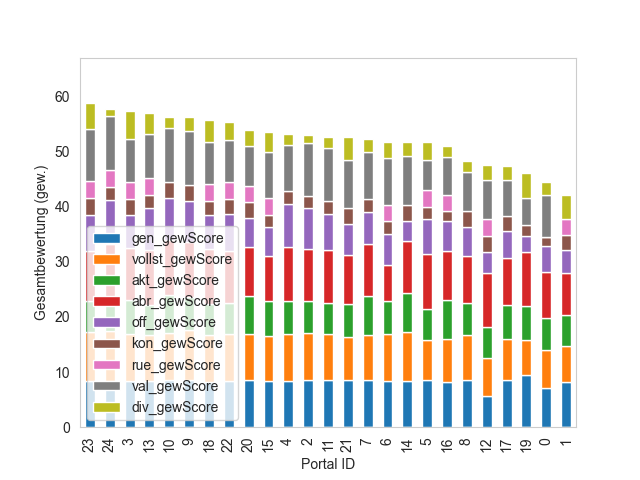 60
50
40
30
20
10
0
Gesamtbewertung (gew.)
gen_gewScore
vollst_gewScore
akt_gewScore
abr_gewScore
off_gewScore
kon_gewScore
rue_gewScore
val_gewScore
div_gewScore
23 24 3 13 10 9 18 22 20 15 4 2 11 21 7 6 14 5 16 8 12 17 19 0 1
Portal ID